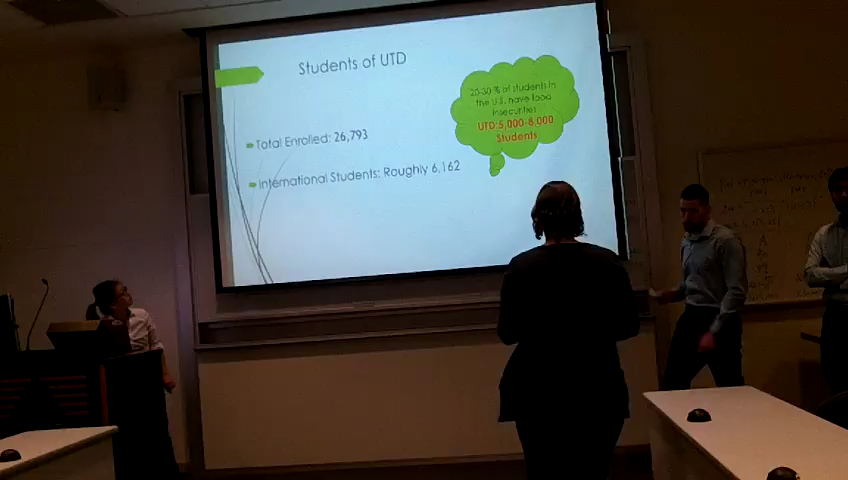 Students of UTD
20-30 % of students in
the U.S. have food
insecurities
UTD:5,000-8,000
Students
Total Enrolled: 26,793
International Students: Roughly 6,162